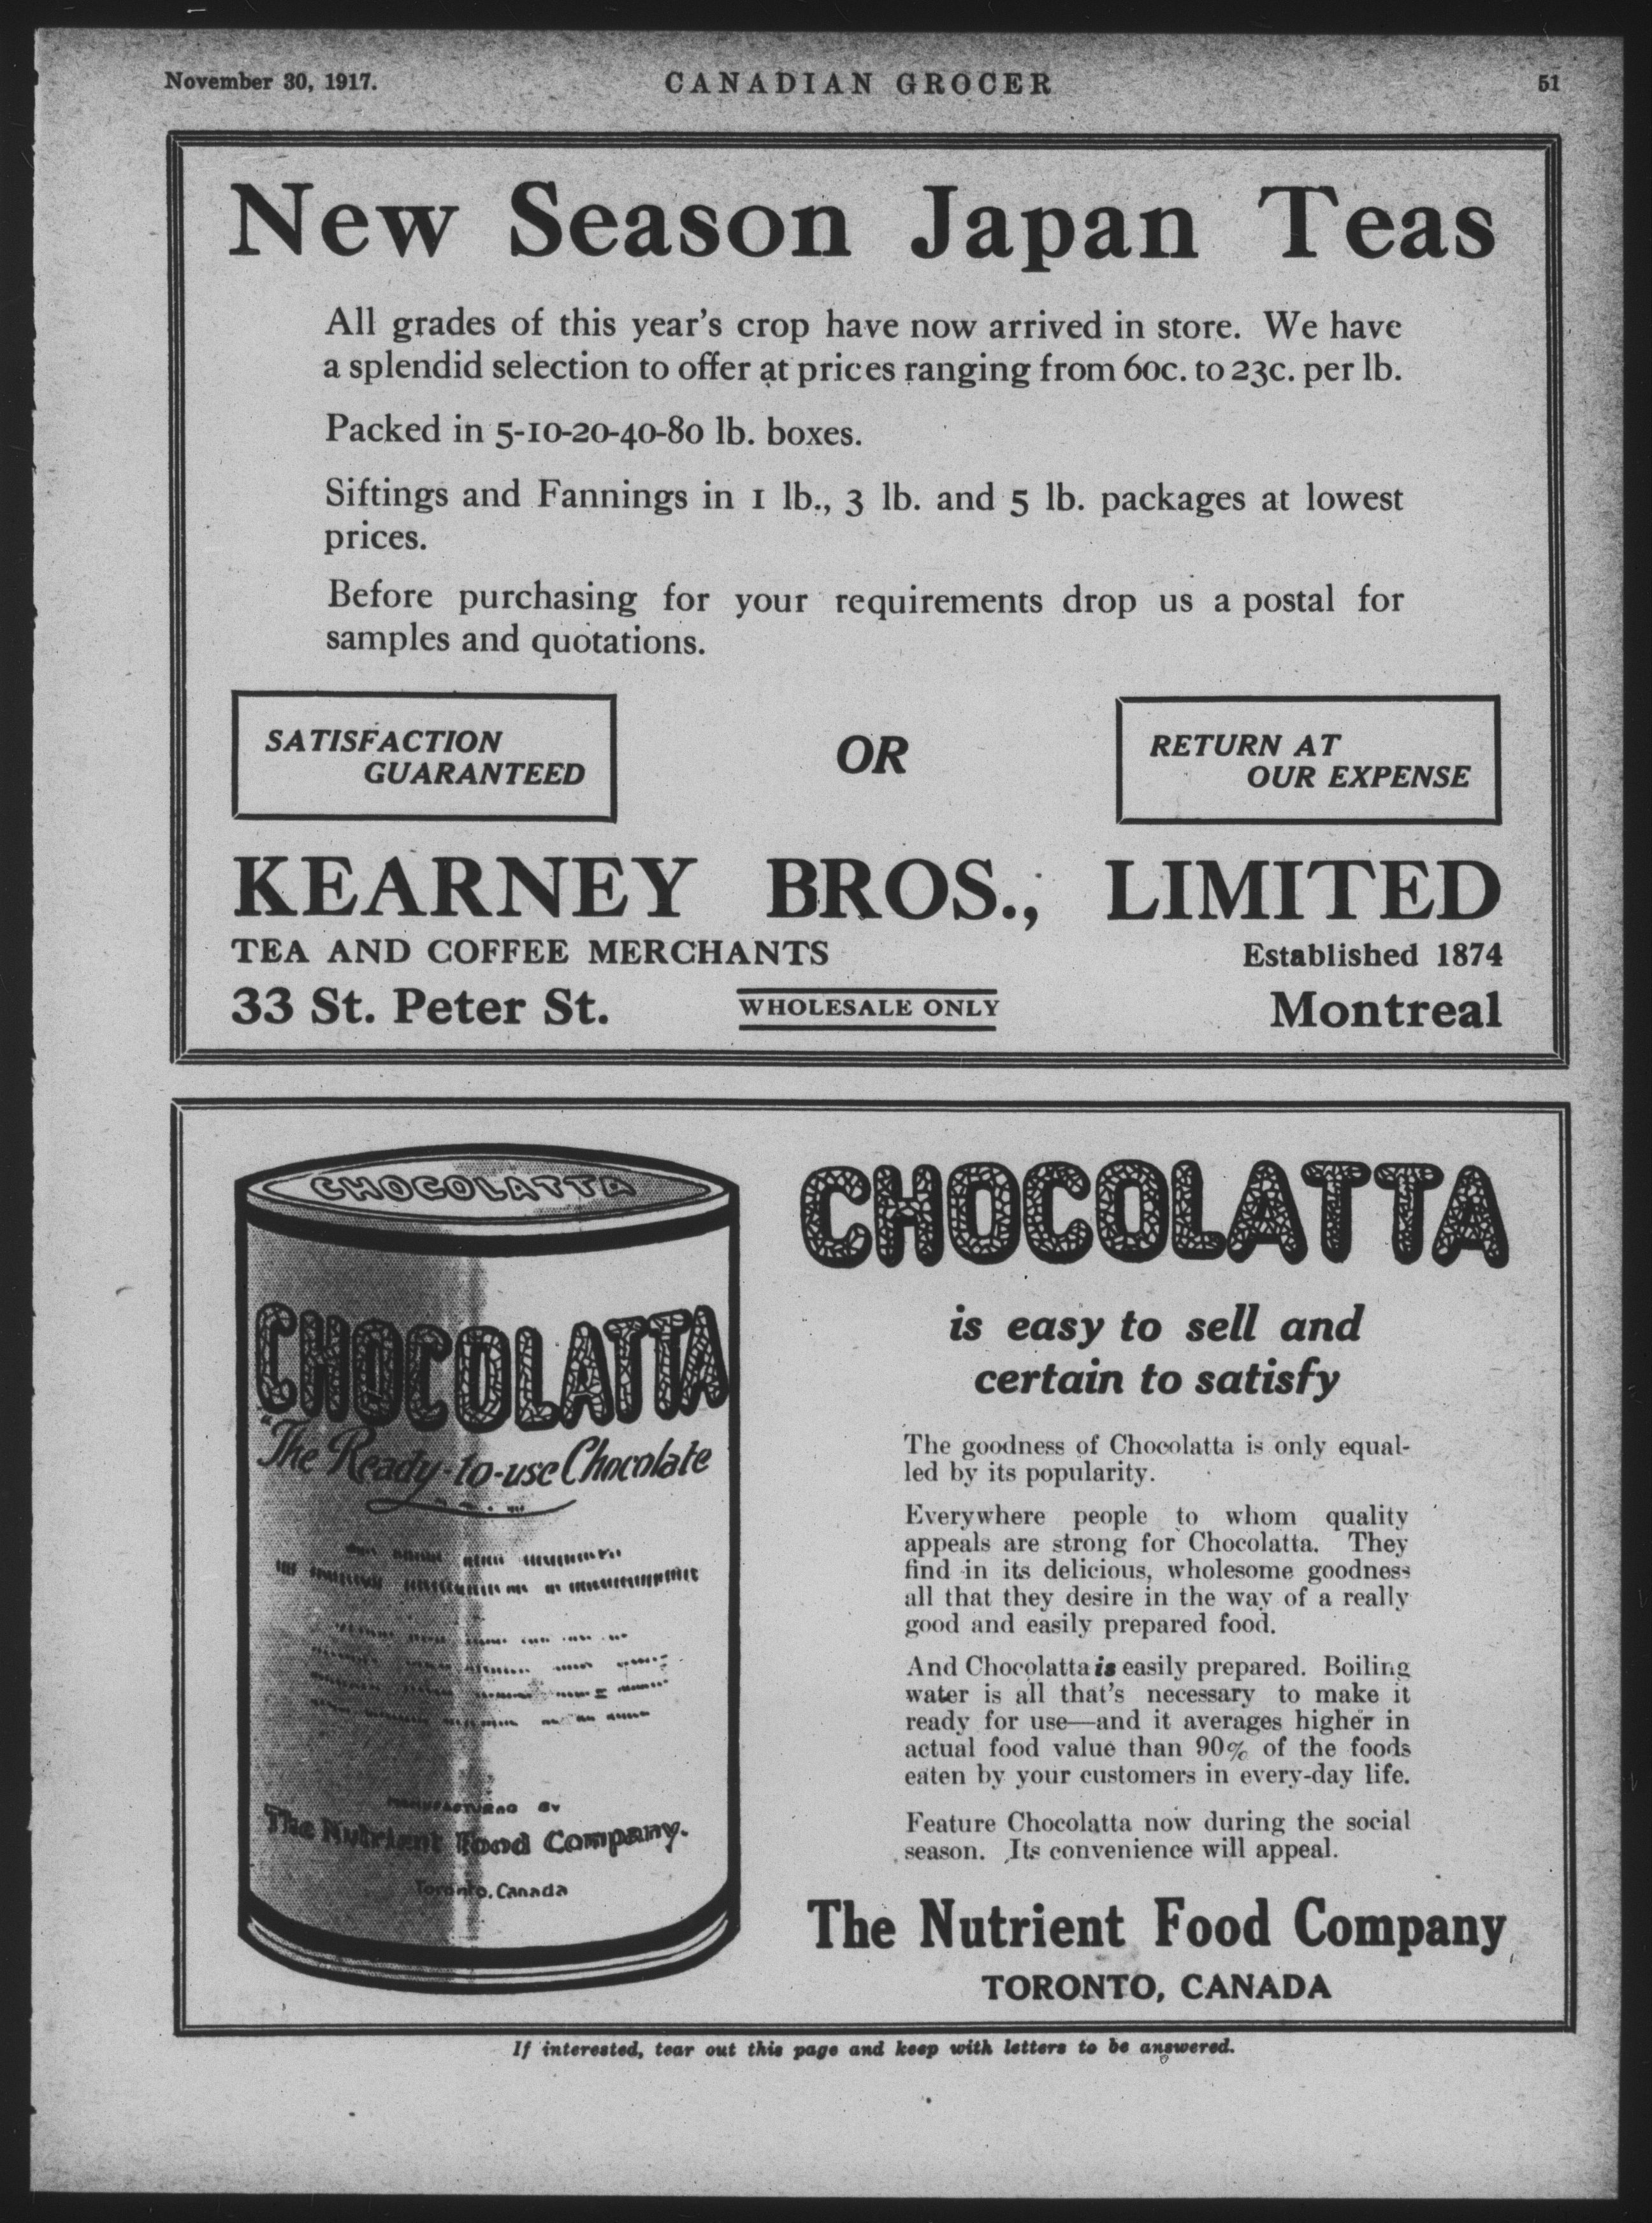 November 30, 1917.
CANADIAN GROCER
51
New Season Japan Teas
All grades of this year's crop have now arrived in store. We have
a splendid selection to offer at prices ranging from 60c. to 23c. per lb.
Packed in 5-10-20-40-80 lb. boxes.
Siftings and Fannings in 1 lb., 3 lb. and 5 lb. packages at lowest
prices.
Before purchasing for your requirements drop us a postal for
samples and quotations.
SATISFACTION
GUARANTEED
OR
RETURN AT
OUR EXPENSE
KEARNEY BROS., LIMITED
TEA AND COFFEE MERCHANTS
Established 1874
33 St. Peter St.
WHOLESALE ONLY
Montreal
CHOCOLATTA
CHOCOLATTA
"The Ready-to-use Chocolate
MANUFACTURED BY
The Nutrient Food Company.
Toronto, Canada
CHOCOLATTA
is easy to sell and
certain to satisfy
The goodness of Chocolatta is only equal-
led by its popularity.
Everywhere people to whom quality
appeals are strong for Chocolatta. They
find in its delicious, wholesome goodness
all that they desire in the way of a really
good and easily prepared food.
And Chocolatta is easily prepared. Boiling
water is all that's necessary to make it
ready for use—and it averages higher in
actual food value than 90% of the foods
eaten by your customers in every-day life.
Feature Chocolatta now during the social
season. Its convenience will appeal.
The Nutrient Food Company
TORONTO, CANADA
If interested, tear out this page and keep with letters to be answered.